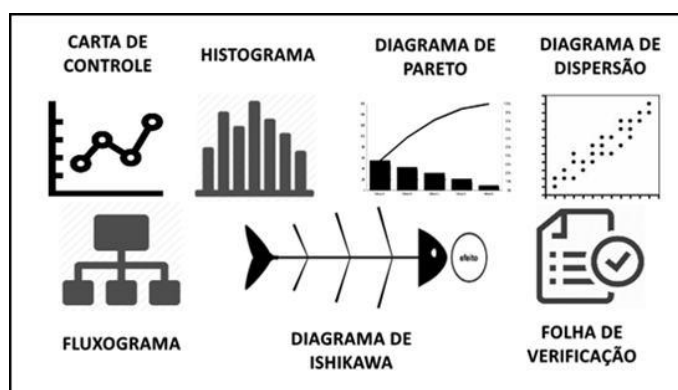 CARTA DE
CONTROLE
HISTOGRAMA
DIAGRAMA DE
PARETO
DIAGRAMA DE
DISPERSÃO
efeito
FLUXOGRAMA
DIAGRAMA DE
ISHIKAWA
FOLHA DE
VERIFICAÇÃO